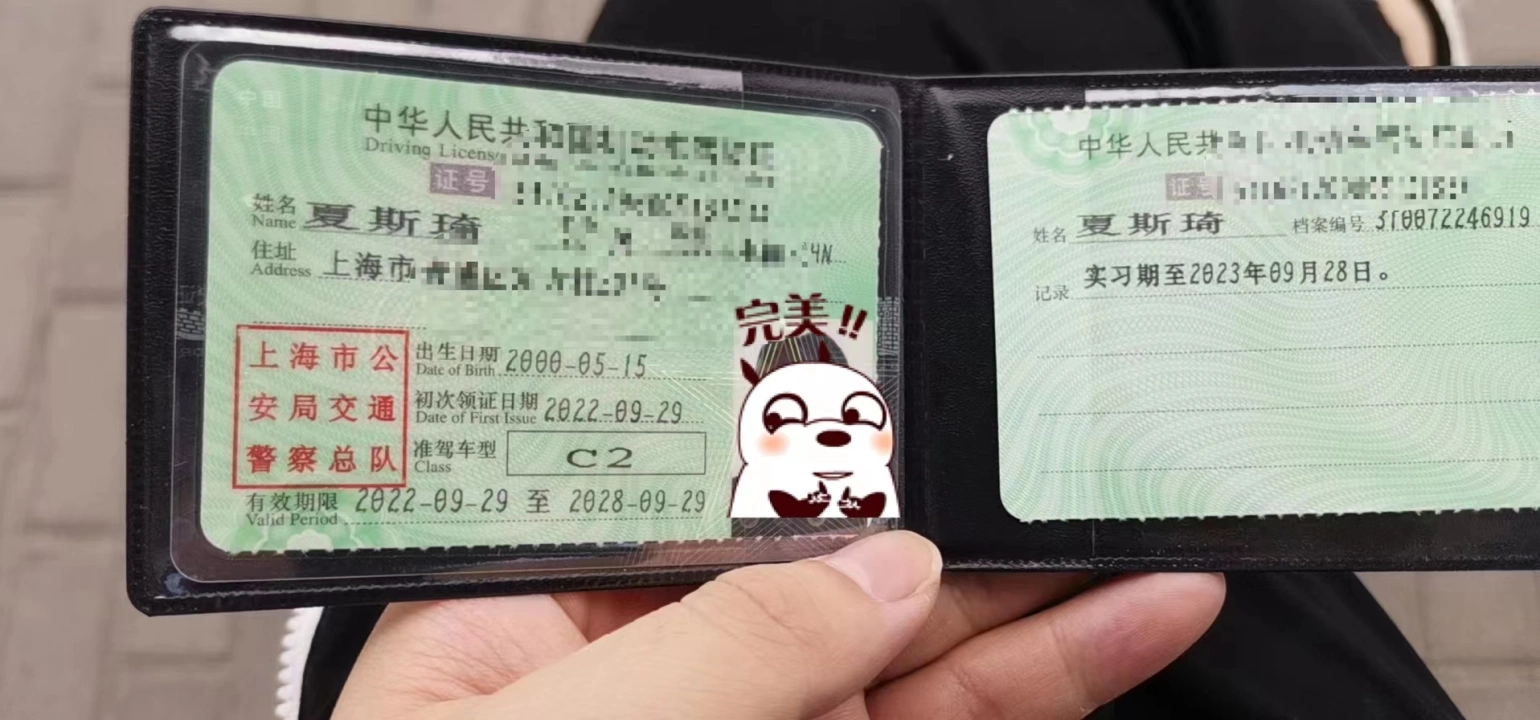 中华人民共和国
Driving License
证号
姓名
Name 夏斯琦
住址
Address 上海市
上海市公
安局交通
警察总队
出生日期
Date of Birth 2000-05-15
初次领证日期
Date of First Issue 2022-09-29
准驾车型
Class C2
有效期限
Valid Period 2022-09-29 至 2028-09-29
完美!!
中华人民共
证号
姓名 夏斯琦 档案编号 310072246919
记录 实习期至2023年09月28日。